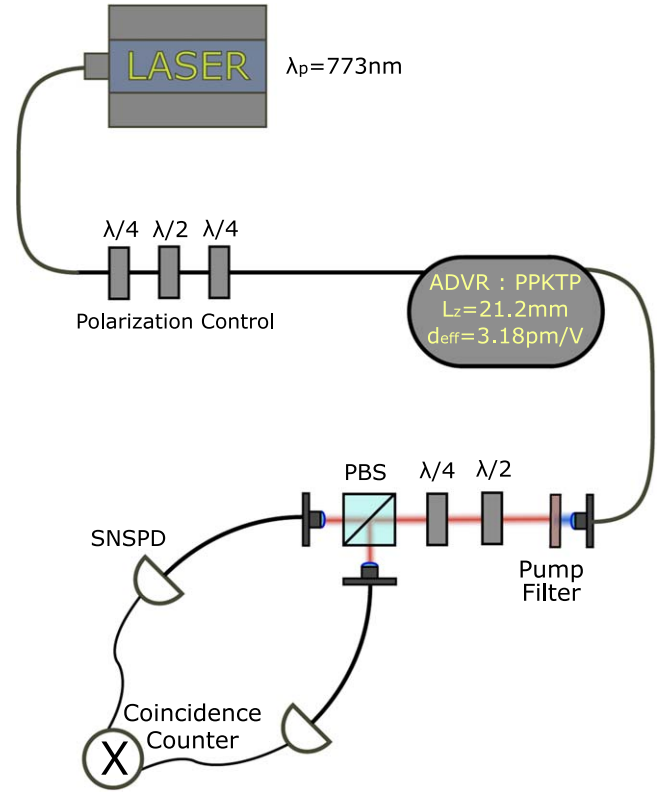 LASER
λp=773nm
λ/4 λ/2 λ/4
Polarization Control
ADVR : PPKTP
Lz=21.2mm
deff=3.18pm/V
PBS
λ/4
λ/2
SNSPD
Pump
Filter
Coincidence
Counter
X